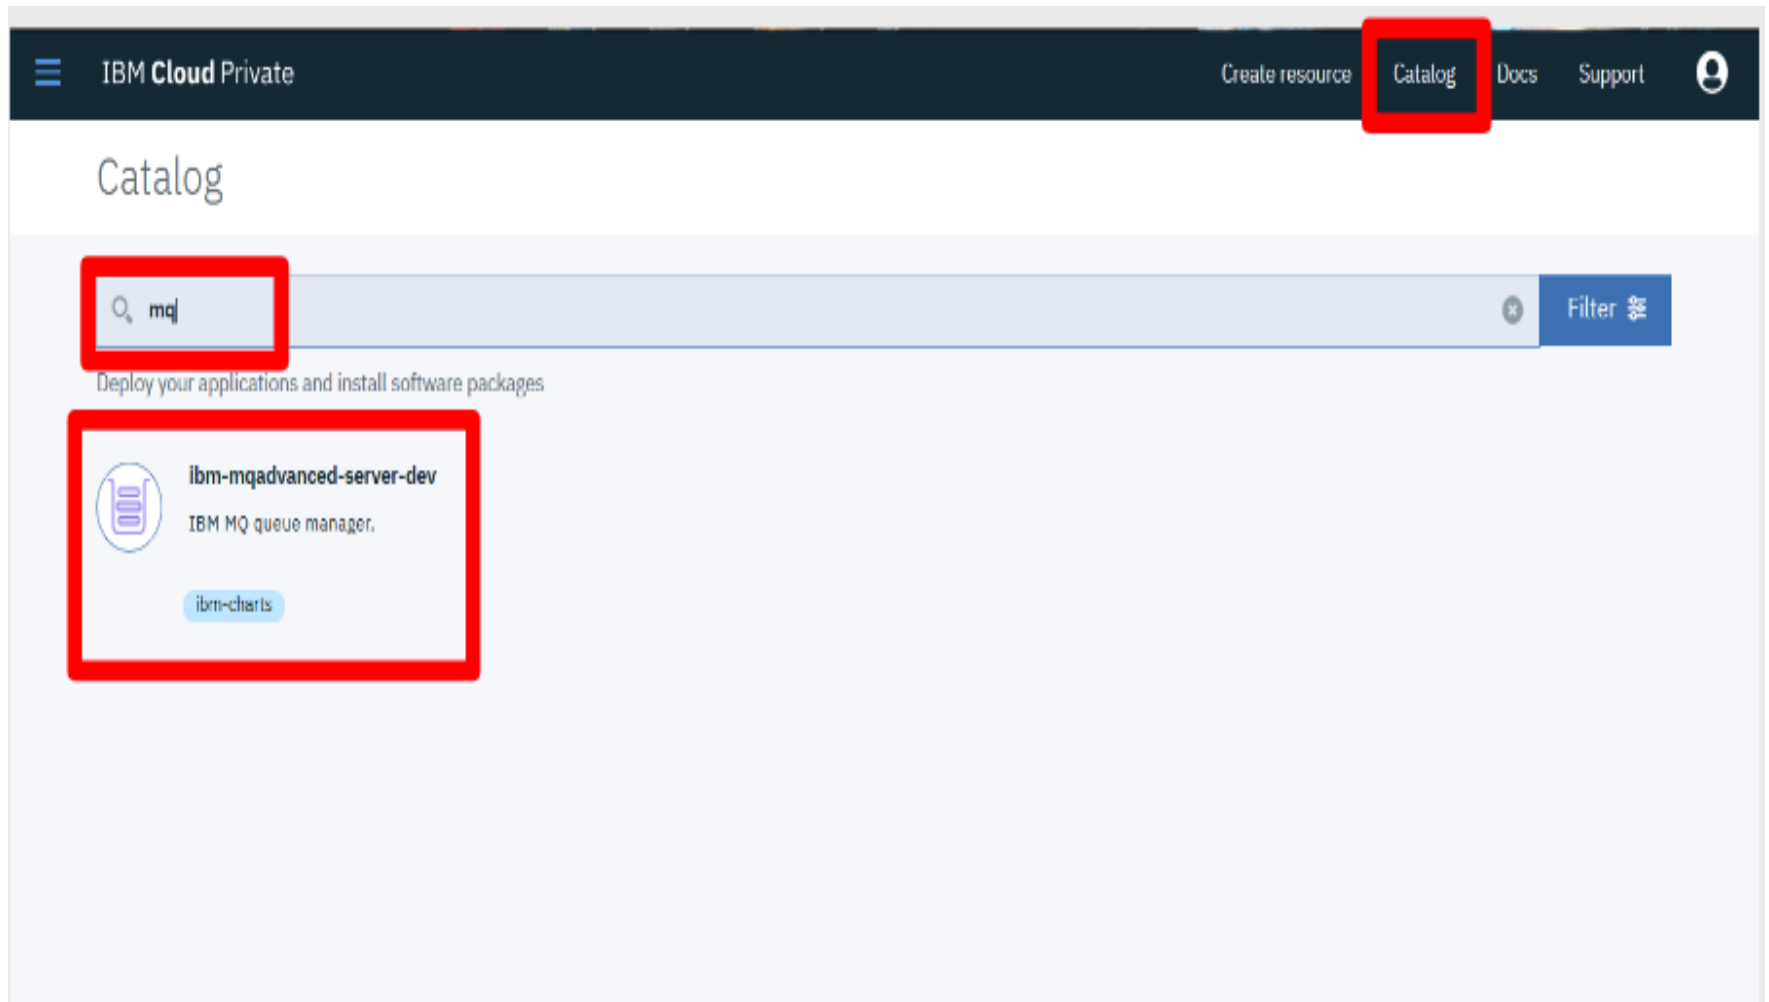 IBM Cloud Private
Create resource Catalog Docs Support
Catalog
mq
Filter
Deploy your applications and install software packages
ibm-mqadvanced-server-dev
IBM MQ queue manager.
ibm-charts